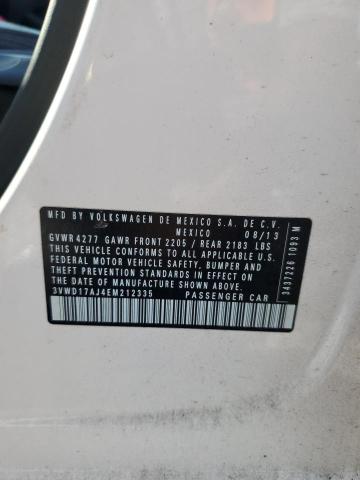 MFD BY VOLKSWAGEN DE MEXICO S.A. DE C.V.
MEXICO 08/13
GVWR 4277 GAWR FRONT 2205 / REAR 2183 LBS
THIS VEHICLE CONFORMS TO ALL APPLICABLE
FEDERAL MOTOR VEHICLE SAFETY, BUMPER AND
THEFT PREVENTION STANDARDS IN EFFECT ON
THE DATE OF MANUFACTURE SHOWN ABOVE.
3VWD17AJ4EM212335 PASSENGER CAR
3437226 1093 M